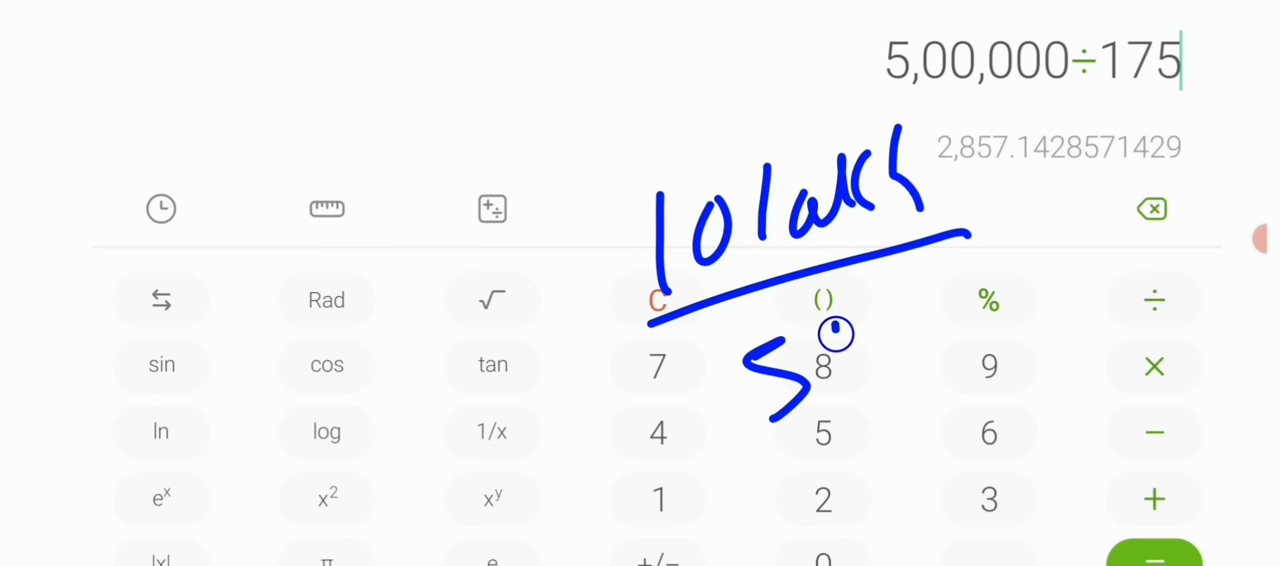 5,00,000÷175
2,857.1428571429
10 lakh
C () % ÷
Rad √
5
sin cos tan 7 8 9 ×
ln log 1/x 4 5 6 −
eˣ x² xʸ 1 2 3 +
|x| π e +/− 0 =